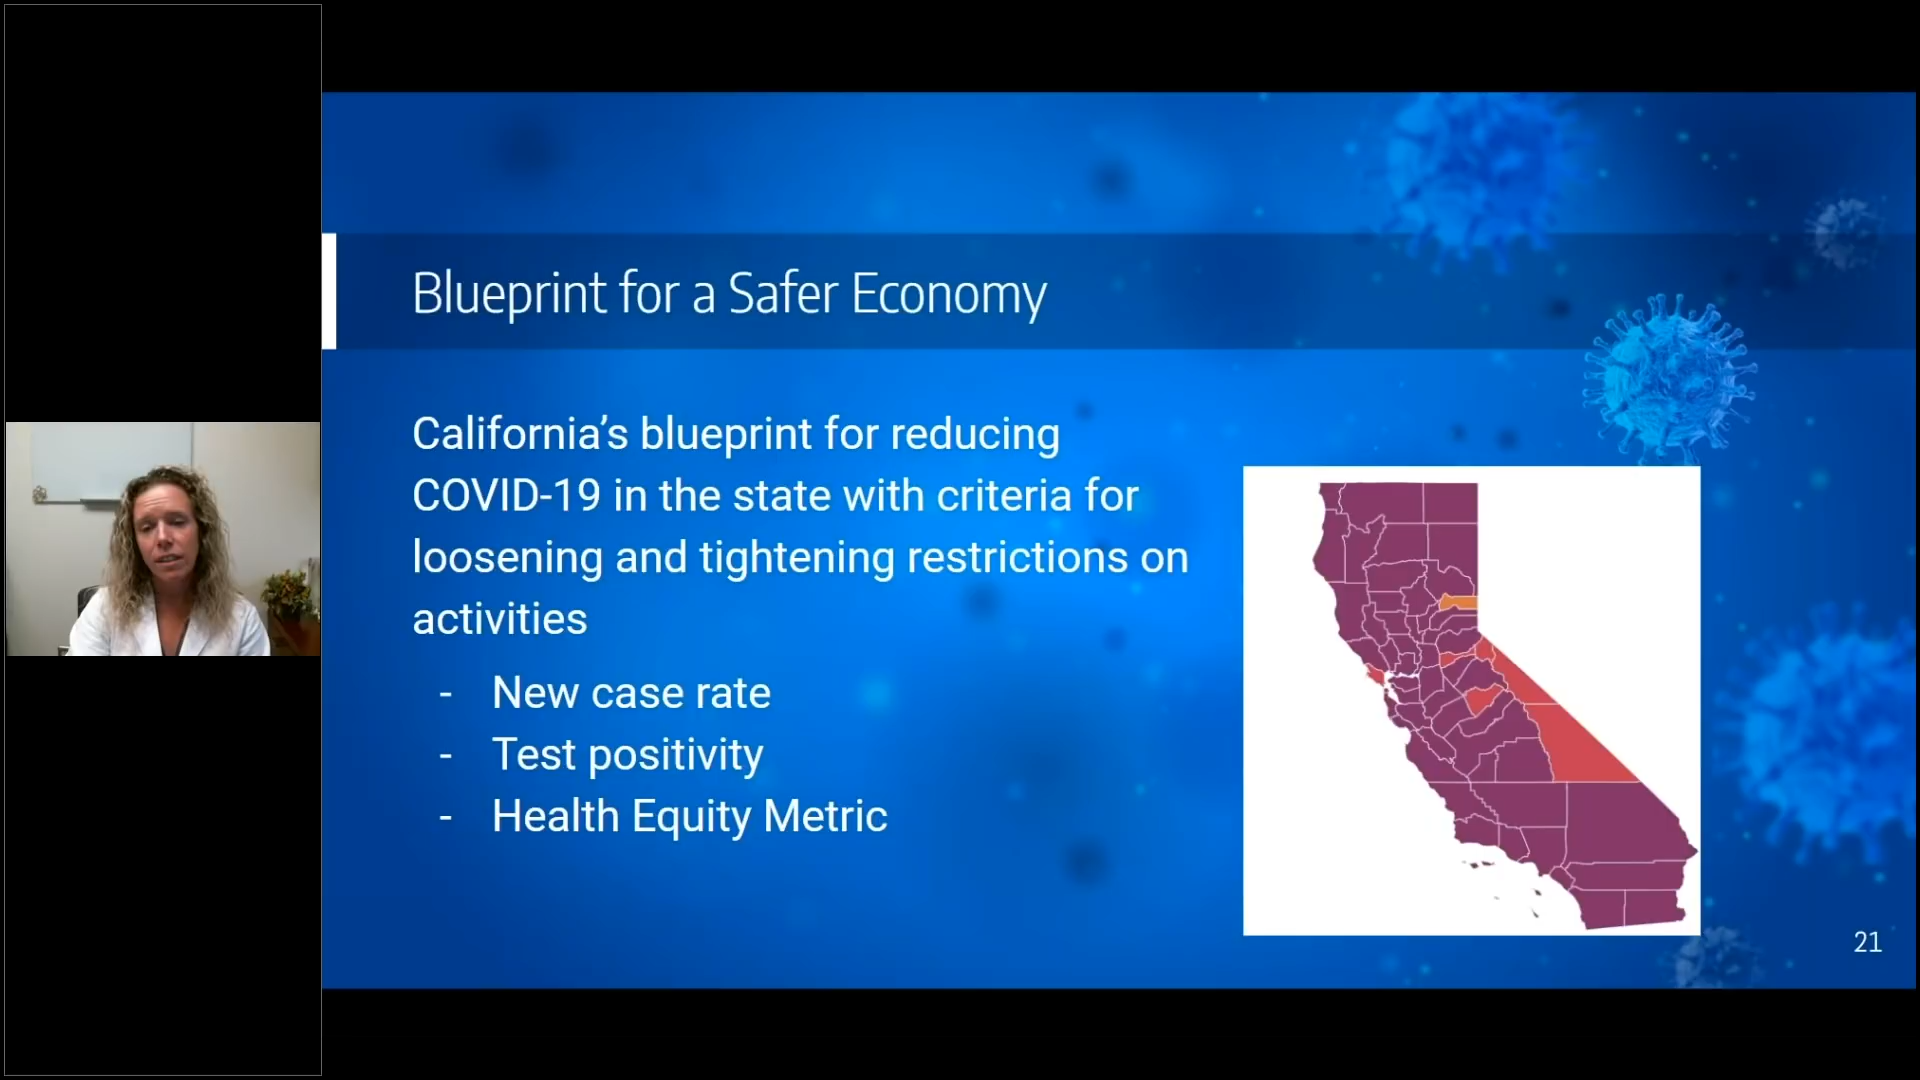 Blueprint for a Safer Economy
California’s blueprint for reducing
COVID-19 in the state with criteria for
loosening and tightening restrictions on
activities
- New case rate
- Test positivity
- Health Equity Metric
21